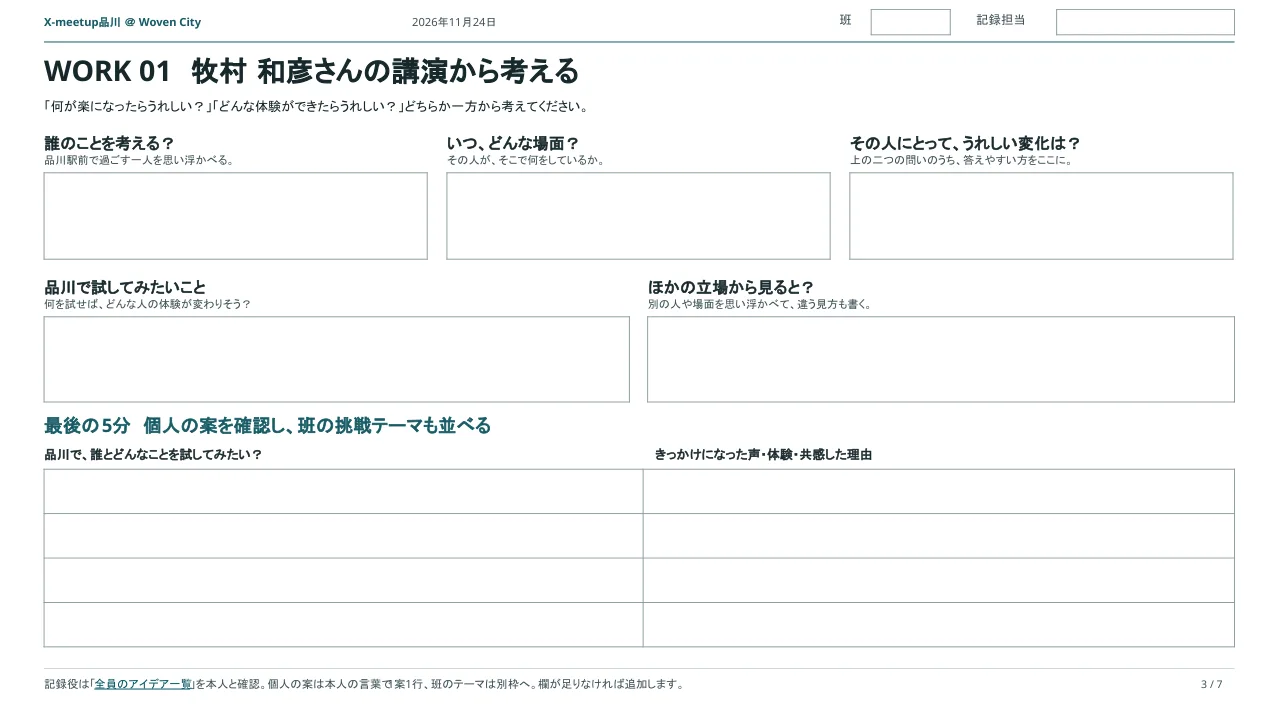 X-meetup品川 @ Woven City
2026年11月24日
班
記録担当
WORK 01 牧村 和彦さんの講演から考える
「何が楽になったらうれしい？」「どんな体験ができたらうれしい？」どちらか一方から考えてください。
誰のことを考える？
品川駅前で過ごす一人を思い浮かべる。
いつ、どんな場面？
その人が、そこで何をしているか。
その人にとって、うれしい変化は？
上の二つの問いのうち、答えやすい方をここに。
品川で試してみたいこと
何を試せば、どんな人の体験が変わりそう？
ほかの立場から見ると？
別の人や場面を思い浮かべて、違う見方も書く。
最後の5分 個人の案を確認し、班の挑戦テーマも並べる
品川で、誰とどんなことを試してみたい？
きっかけになった声・体験・共感した理由
記録役は「全員のアイデア一覧」を本人と確認。個人の案は本人の言葉で1案1行、班のテーマは別枠へ。欄が足りなければ追加します。
3 / 7